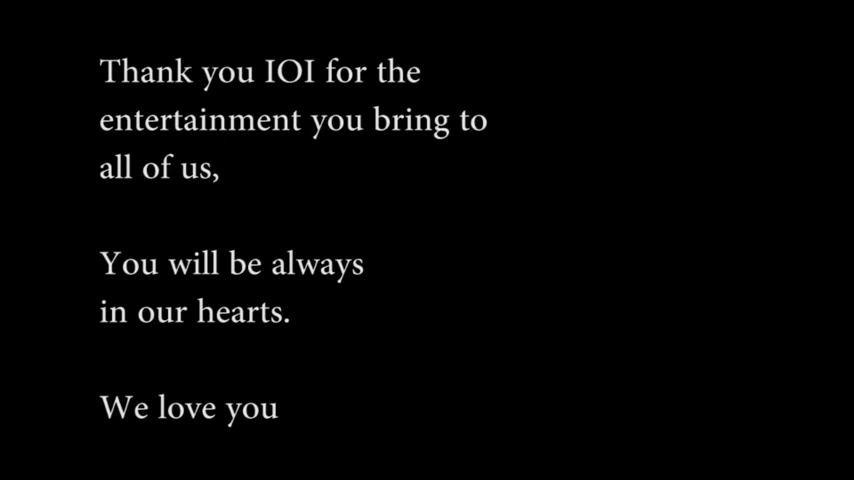 Thank you IOI for the
entertainment you bring to
all of us,
You will be always
in our hearts.
We love you